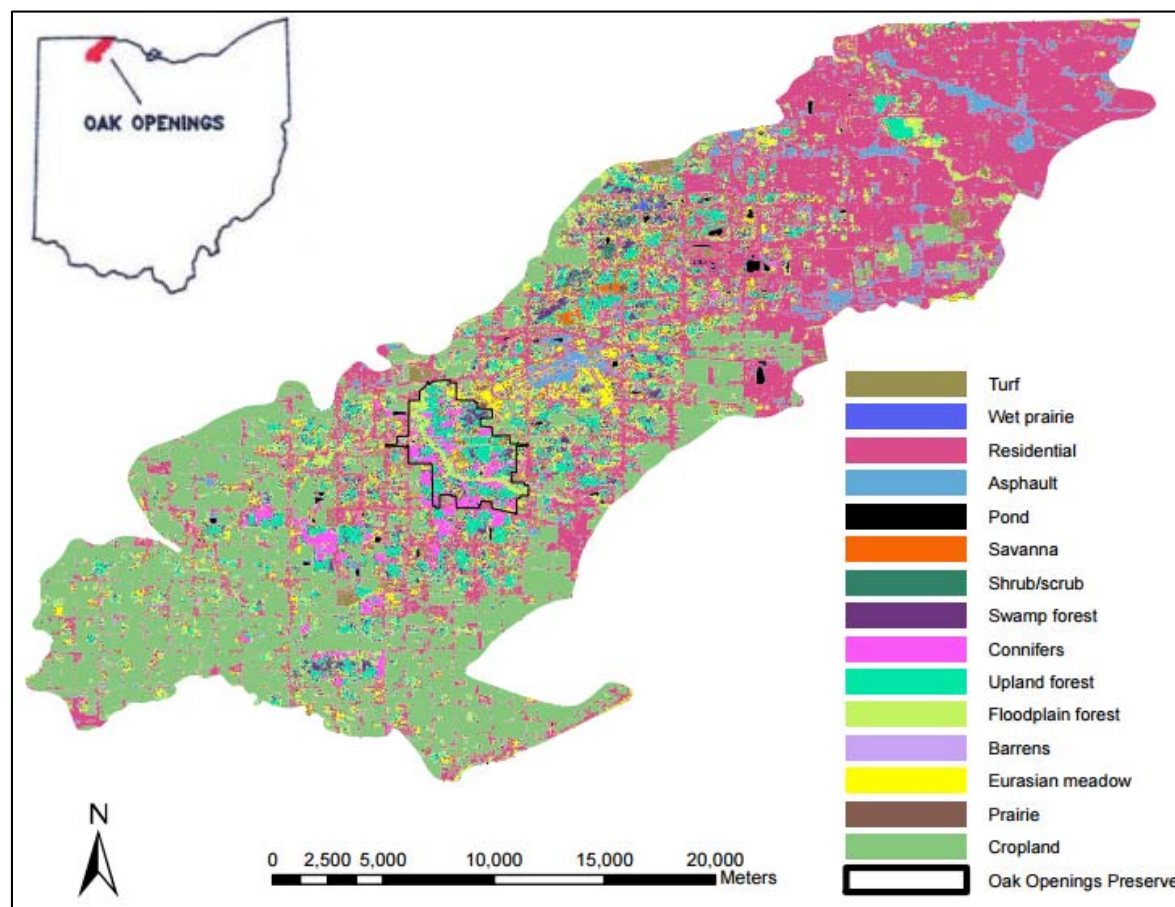 OAK OPENINGS
Turf
Wet prairie
Residential
Asphault
Pond
Savanna
Shrub/scrub
Swamp forest
Connifers
Upland forest
Floodplain forest
Barrens
Eurasian meadow
Prairie
Cropland
Oak Openings Preserve
N
0 2,500 5,000 10,000 15,000 20,000
Meters